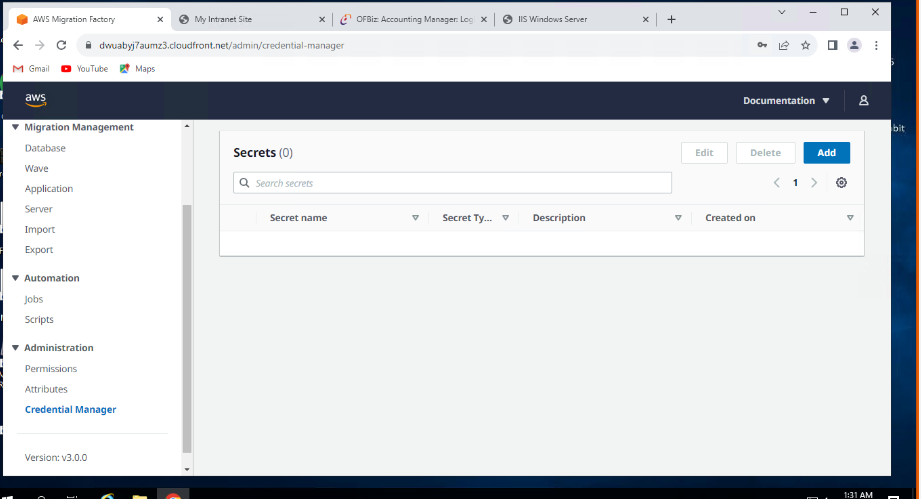 AWS Migration Factory
My Intranet Site
OFBiz: Accounting Manager: Log
IIS Windows Server
dwuabyj7aumz3.cloudfront.net/admin/credential-manager
Gmail
YouTube
Maps
aws
Documentation
Migration Management
Database
Wave
Application
Server
Import
Export
Automation
Jobs
Scripts
Administration
Permissions
Attributes
Credential Manager
Version: v3.0.0
Secrets (0)
Edit
Delete
Add
Search secrets
1
Secret name
Secret Ty...
Description
Created on
1:31 AM